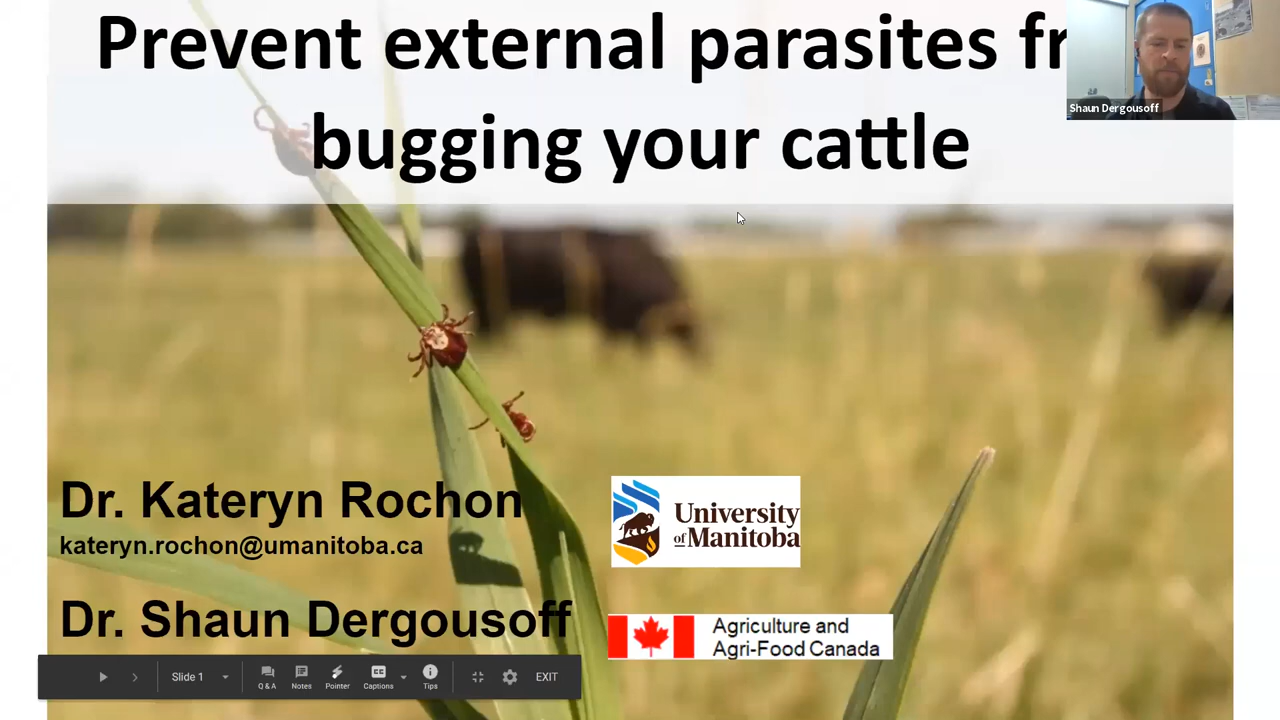 Prevent external parasites fr
bugging your cattle
Shaun Dergousoff
Dr. Kateryn Rochon
kateryn.rochon@umanitoba.ca
University
of Manitoba
Dr. Shaun Dergousoff
Agriculture and
Agri-Food Canada
Slide 1
Q & A
Notes
Pointer
Captions
Tips
EXIT